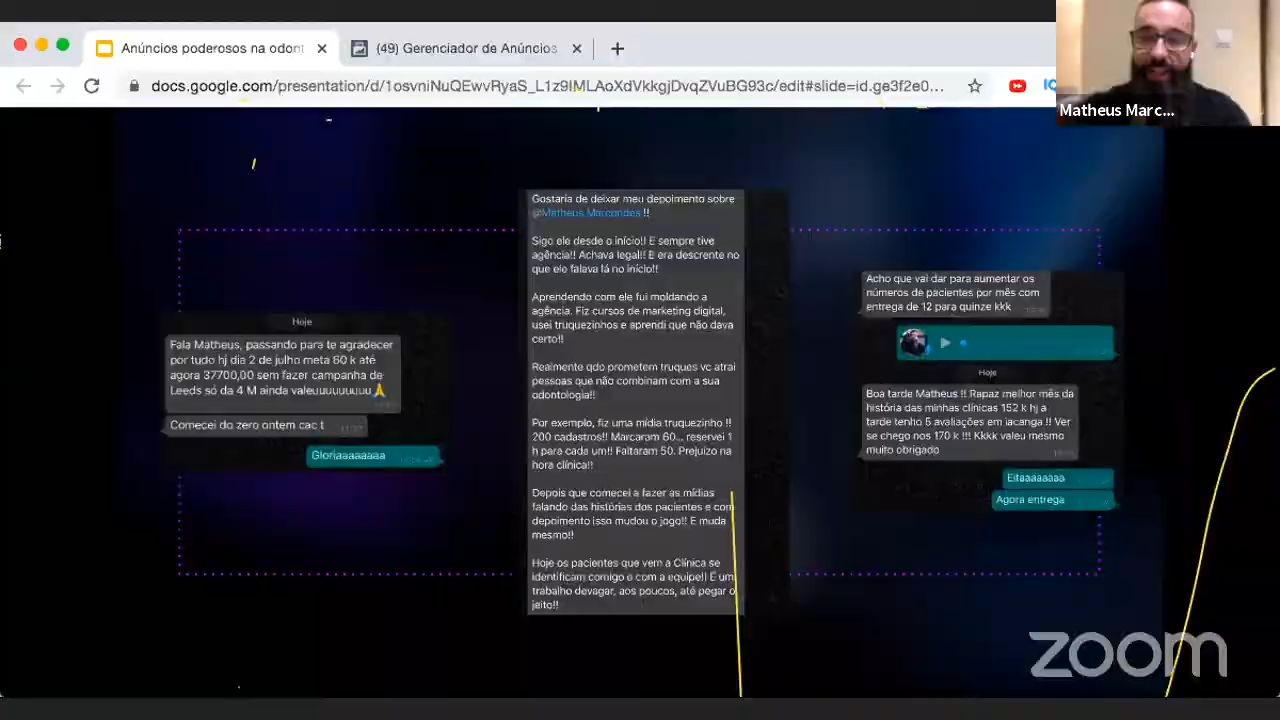 Anúncios poderosos na odont
(49) Gerenciador de Anúncios
docs.google.com/presentation/d/1osvniNuQEwvRyaS_L1z9IMLAoXdVkkgjDvqZVuBG93c/edit#slide=id.ge3f2e0...
Matheus Marc...
Hoje
Fala Matheus, passando para te agradecer
por tudo hj dia 2 de julho meta 60 k até
agora 37700,00 sem fazer campanha de
Leeds só da 4 M ainda valeuuuuuuuu🙏
Comecei do zero ontem cac t
Gloriaaaaaaaa
Gostaria de deixar meu depoimento sobre
@Matheus Marcondes !!
Sigo ele desde o início!! E sempre tive
agência!! Achava legal!! E era descrente no
que ele falava lá no início!!
Aprendendo com ele fui moldando a
agência. Fiz cursos de marketing digital,
usei truquezinhos e aprendi que não dava
certo!!
Realmente qdo prometem truques vc atrai
pessoas que não combinam com a sua
odontologia!!
Por exemplo, fiz uma mídia truquezinho !!
200 cadastros!! Marcaram 60... reservei 1
h para cada um!! Faltaram 50. Prejuízo na
hora clínica!!
Depois que comecei a fazer as mídias
falando das histórias dos pacientes e com
depoimento isso mudou o jogo!! E muda
mesmo!!
Hoje os pacientes que vem a Clínica se
identificam comigo e com a equipe!! É um
trabalho devagar, aos poucos, até pegar o
jeito!!
Acho que vai dar para aumentar os
números de pacientes por mês com
entrega de 12 para quinze kkk
Hoje
Boa tarde Matheus !! Rapaz melhor mês da
história das minhas clínicas 152 k hj a
tarde tenho 5 avaliações em iacanga !! Ver
se chego nos 170 k !!! Kkkk valeu mesmo
muito obrigado
Eitaaaaaaaa
Agora entrega
zoom